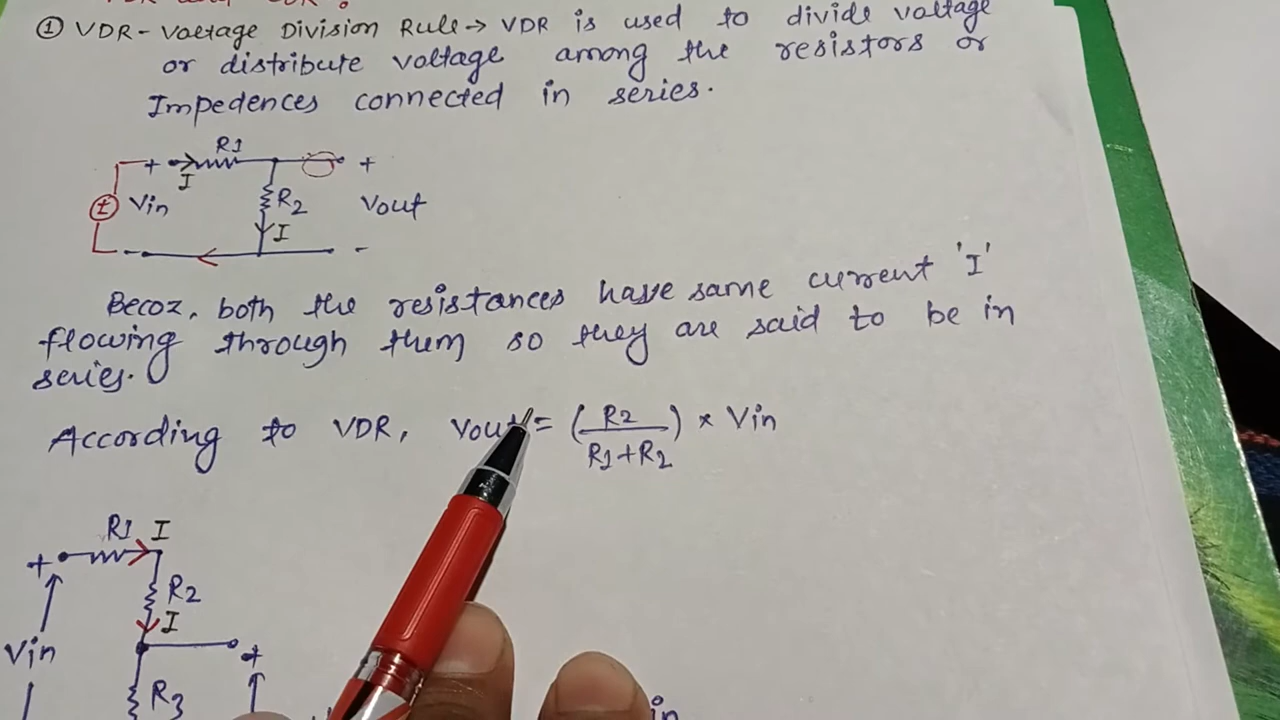 ① VDR - Voltage Division Rule → VDR is used to divide voltage
or distribute voltage among the resistors or
Impedences connected in series.
R1
+ I +
Vin R2 Vout
I
- -
Becoz, both the resistances have same current 'I'
flowing through them so they are said to be in
series.
According to VDR, Vout = (R2/R1+R2) × Vin
R1 I
+
R2
I
Vin +
R3
in